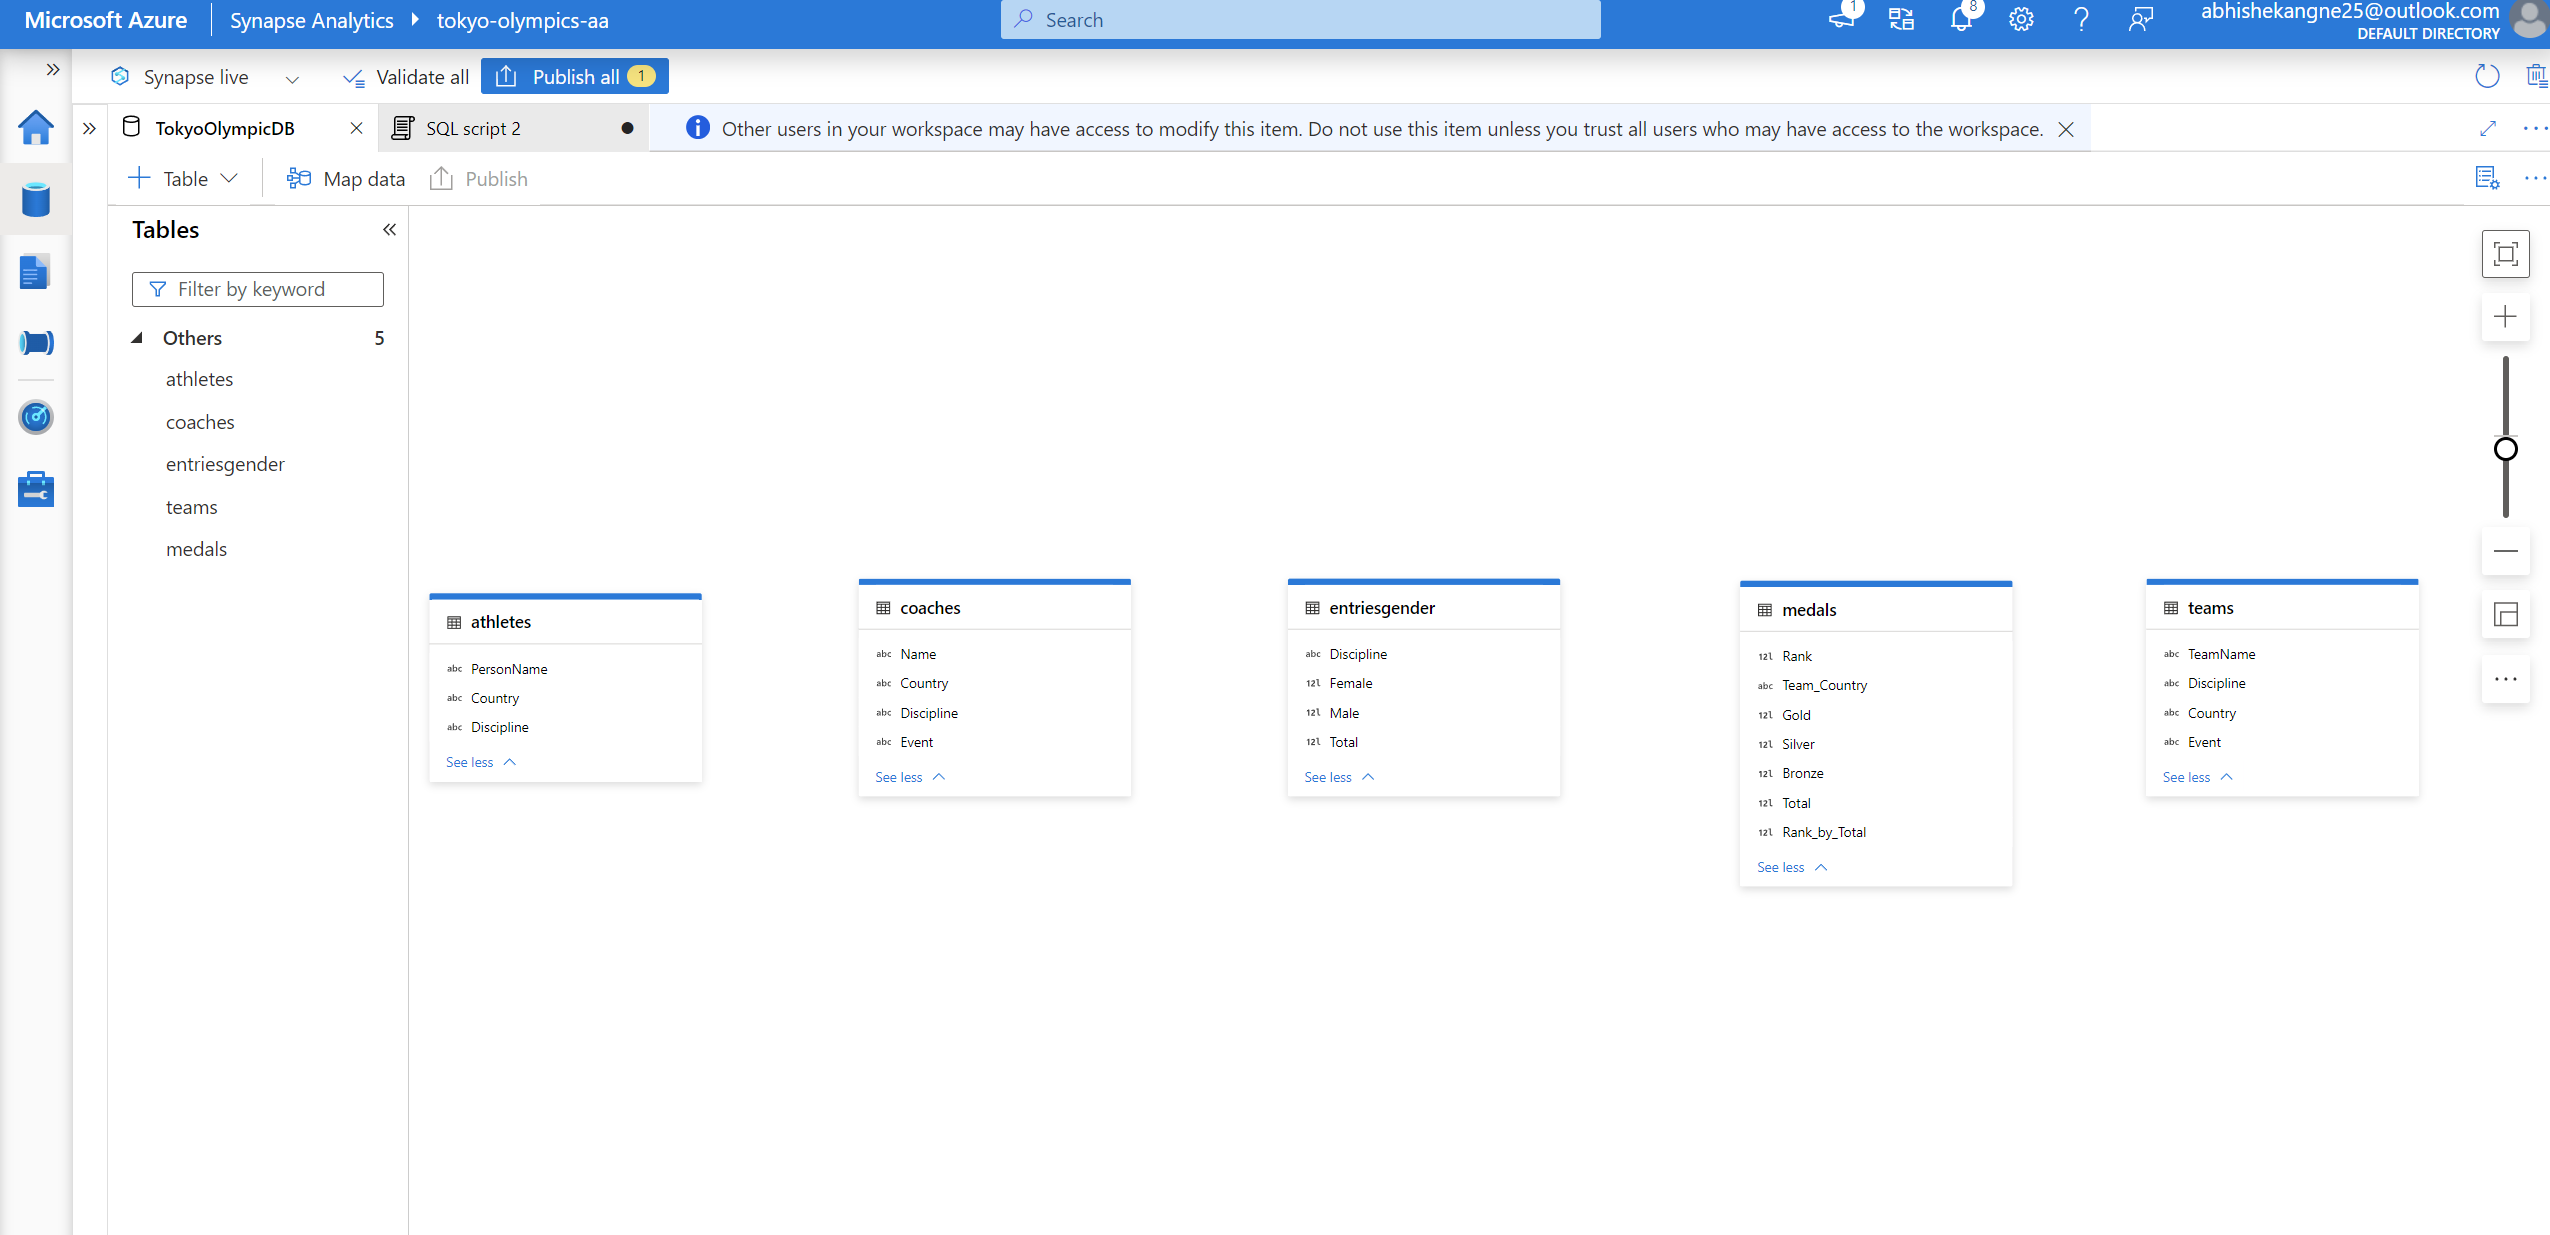 Microsoft Azure
Synapse Analytics
tokyo-olympics-aa
Search
1
8
abhishekangne25@outlook.com
DEFAULT DIRECTORY
Synapse live
Validate all
Publish all 1
TokyoOlympicDB
SQL script 2
Other users in your workspace may have access to modify this item. Do not use this item unless you trust all users who may have access to the workspace.
Table
Map data
Publish
Tables
Filter by keyword
Others 5
athletes
coaches
entriesgender
teams
medals
athletes
abc PersonName
abc Country
abc Discipline
See less
coaches
abc Name
abc Country
abc Discipline
abc Event
See less
entriesgender
abc Discipline
12l Female
12l Male
12l Total
See less
medals
12l Rank
abc Team_Country
12l Gold
12l Silver
12l Bronze
12l Total
12l Rank_by_Total
See less
teams
abc TeamName
abc Discipline
abc Country
abc Event
See less